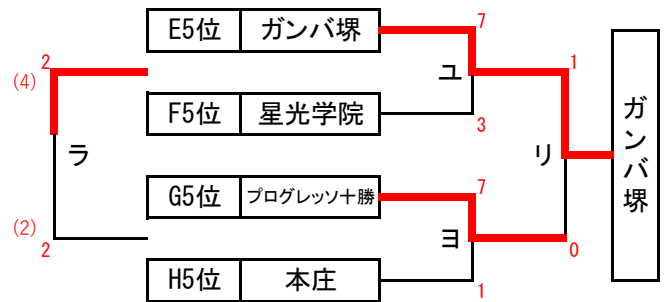 E5位 ガンバ堺 7
2 1
(4) ユ
F5位 星光学院 3
ラ リ ガンバ堺
G5位 プログレッソ十勝 7
(2) ヨ
2 0
H5位 本庄 1